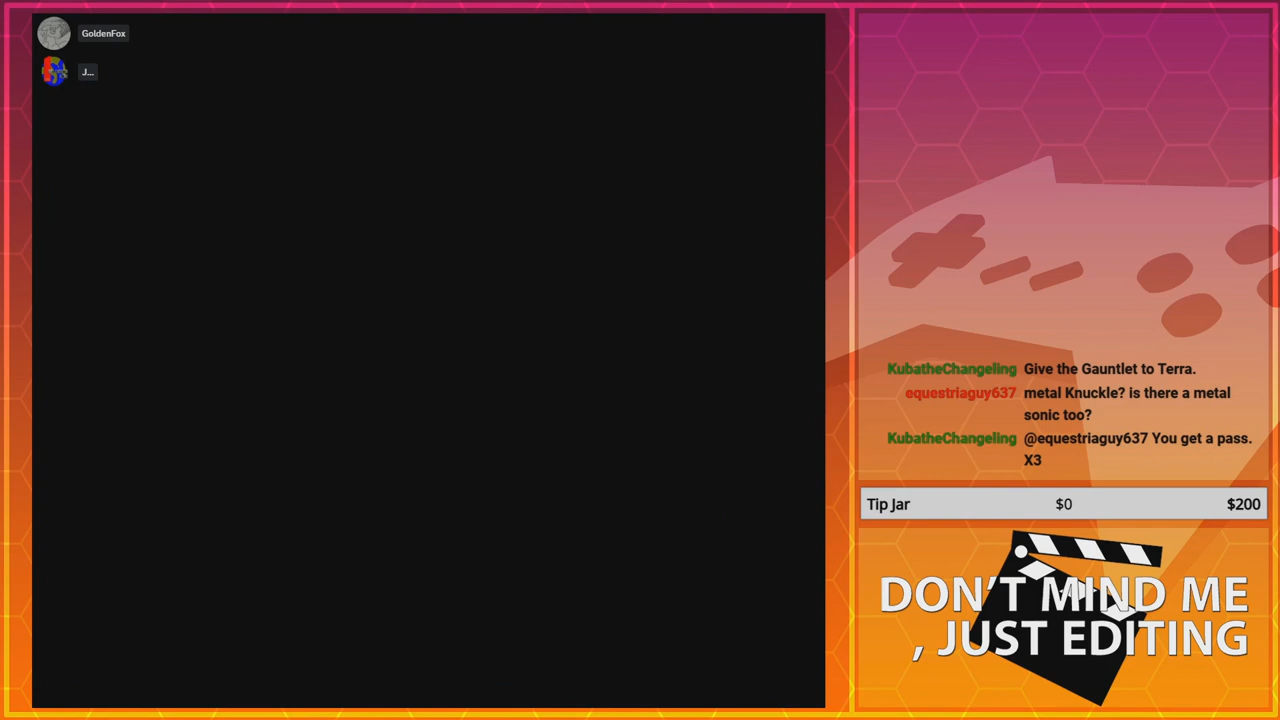 GoldenFox
J...
KubatheChangeling Give the Gauntlet to Terra.
equestriaguy637 metal Knuckle? is there a metal
sonic too?
KubatheChangeling @equestriaguy637 You get a pass.
X3
Tip Jar $0 $200
DON'T MIND ME
, JUST EDITING